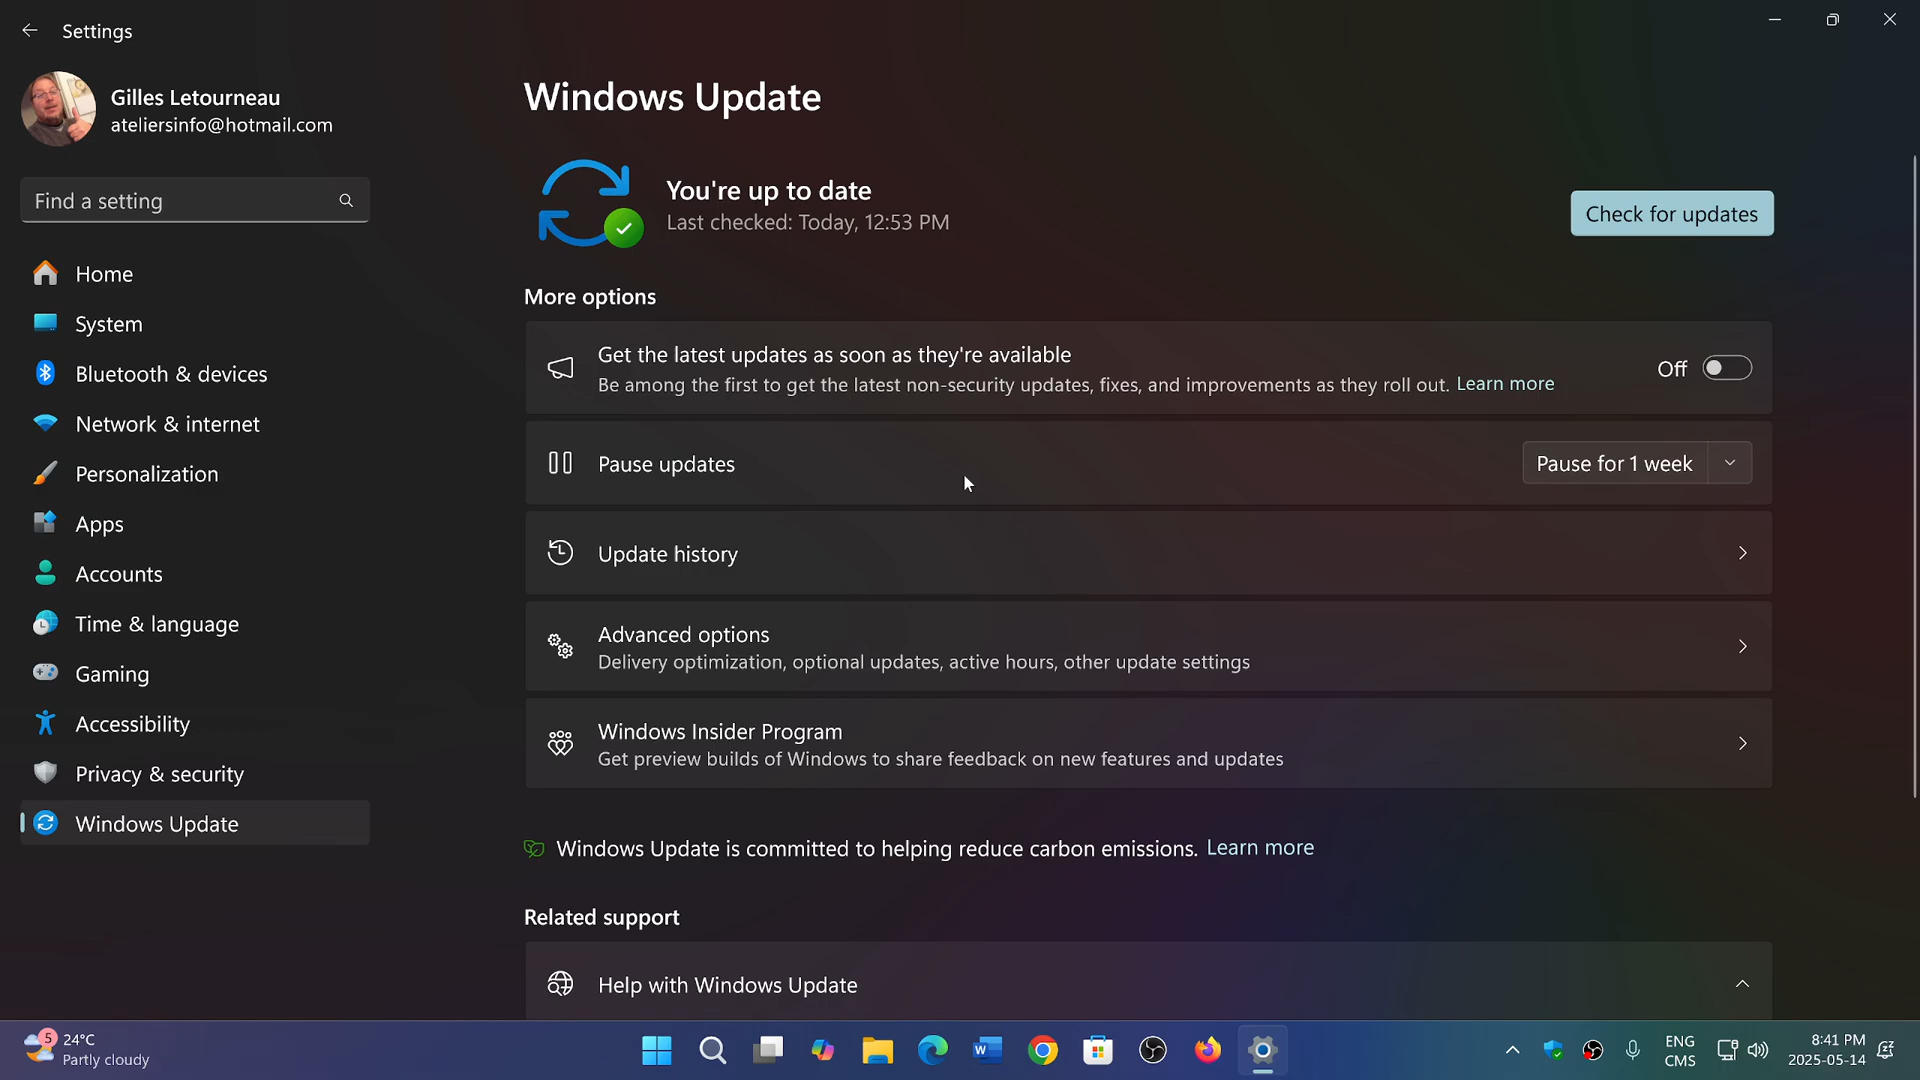 Settings
Gilles Letourneau
ateliersinfo@hotmail.com
Find a setting
Home
System
Bluetooth & devices
Network & internet
Personalization
Apps
Accounts
Time & language
Gaming
Accessibility
Privacy & security
Windows Update
Windows Update
You're up to date
Last checked: Today, 12:53 PM
Check for updates
More options
Get the latest updates as soon as they're available
Be among the first to get the latest non-security updates, fixes, and improvements as they roll out. Learn more
Off
Pause updates
Pause for 1 week
Update history
Advanced options
Delivery optimization, optional updates, active hours, other update settings
Windows Insider Program
Get preview builds of Windows to share feedback on new features and updates
Windows Update is committed to helping reduce carbon emissions. Learn more
Related support
Help with Windows Update
5
24°C
Partly cloudy
W
ENG
CMS
8:41 PM
2025-05-14